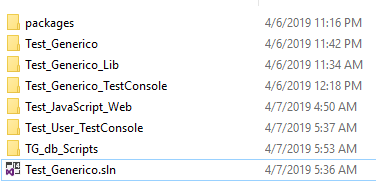 packages 4/6/2019 11:16 PM
Test_Generico 4/6/2019 11:42 PM
Test_Generico_Lib 4/6/2019 11:34 AM
Test_Generico_TestConsole 4/6/2019 12:18 PM
Test_JavaScript_Web 4/7/2019 4:50 AM
Test_User_TestConsole 4/7/2019 5:37 AM
TG_db_Scripts 4/7/2019 5:53 AM
Test_Generico.sln 4/7/2019 5:36 AM